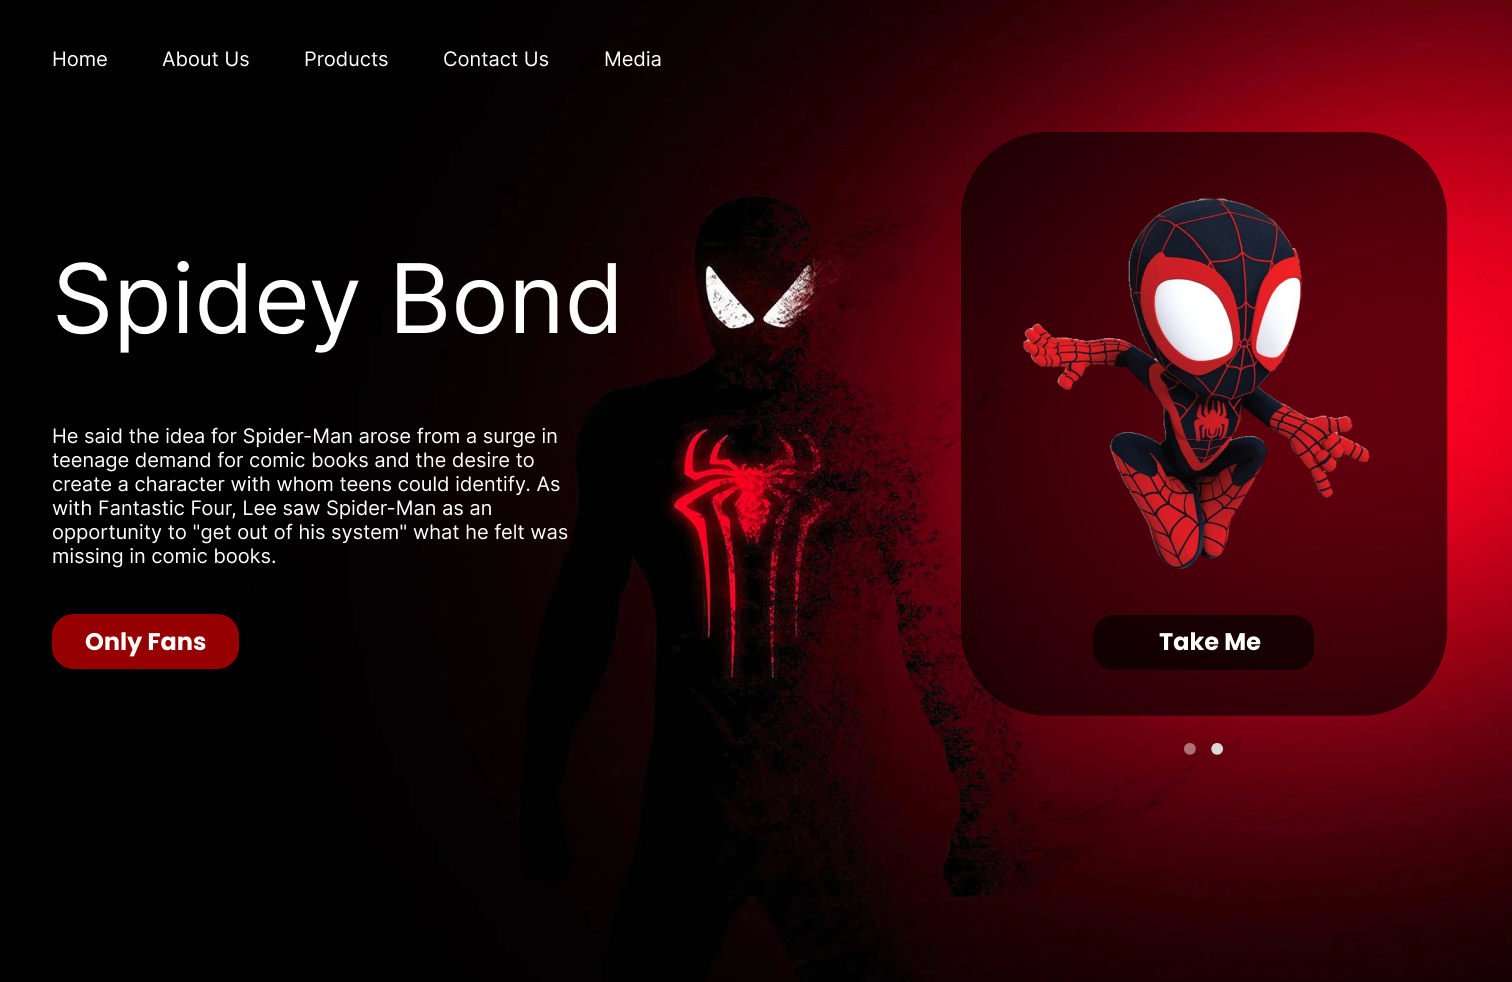 Home About Us Products Contact Us Media
Spidey Bond
He said the idea for Spider-Man arose from a surge in
teenage demand for comic books and the desire to
create a character with whom teens could identify. As
with Fantastic Four, Lee saw Spider-Man as an
opportunity to "get out of his system" what he felt was
missing in comic books.
Only Fans
Take Me